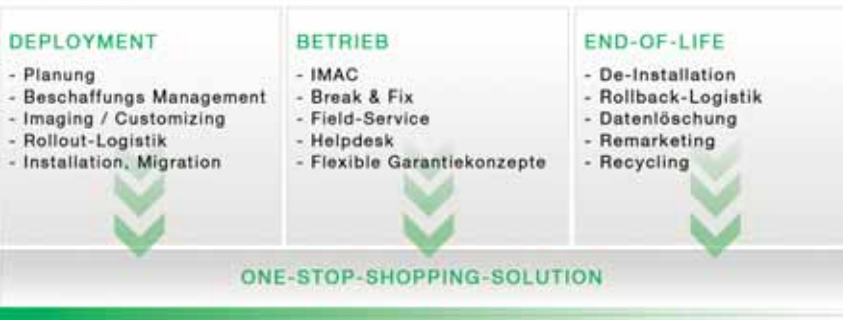 DEPLOYMENT
- Planung
- Beschaffungs Management
- Imaging / Customizing
- Rollout-Logistik
- Installation, Migration
BETRIEB
- IMAC
- Break & Fix
- Field-Service
- Helpdesk
- Flexible Garantiekonzepte
END-OF-LIFE
- De-Installation
- Rollback-Logistik
- Datenlöschung
- Remarketing
- Recycling
ONE-STOP-SHOPPING-SOLUTION